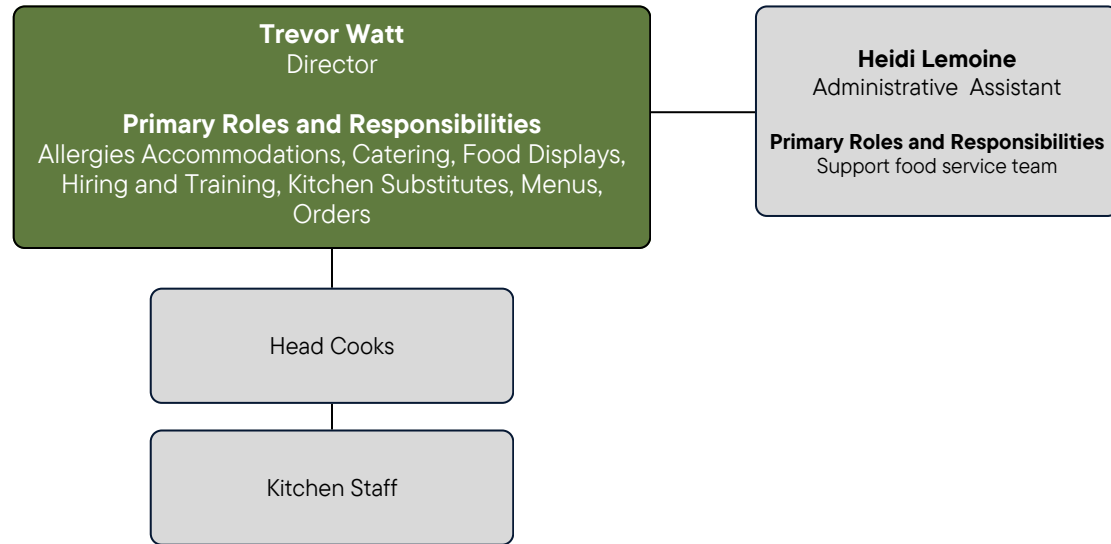 Trevor Watt
Director
Primary Roles and Responsibilities
Allergies Accommodations, Catering, Food Displays,
Hiring and Training, Kitchen Substitutes, Menus,
Orders
Heidi Lemoine
Administrative Assistant
Primary Roles and Responsibilities
Support food service team
Head Cooks
Kitchen Staff